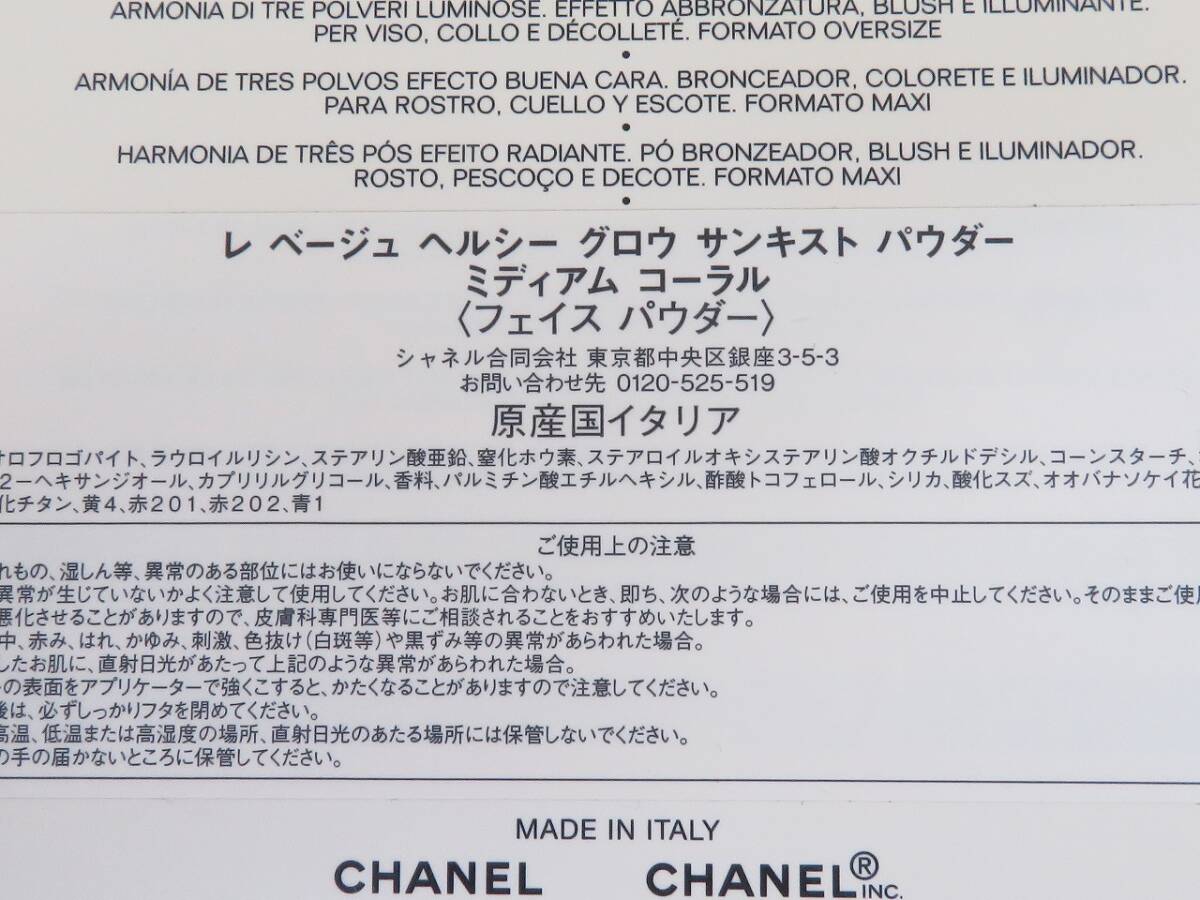 ARMONIA DI TRE POLVERI LUMINOSE. EFFETTO ABBRONZATURA, BLUSH E ILLUMINANTE.
PER VISO, COLLO E DÉCOLLETÉ. FORMATO OVERSIZE
•
ARMONÍA DE TRES POLVOS EFECTO BUENA CARA. BRONCEADOR, COLORETE E ILUMINADOR.
PARA ROSTRO, CUELLO Y ESCOTE. FORMATO MAXI
•
HARMONIA DE TRÊS PÓS EFEITO RADIANTE. PÓ BRONZEADOR, BLUSH E ILUMINADOR.
ROSTO, PESCOÇO E DECOTE. FORMATO MAXI
•
レ ベージュ ヘルシー グロウ サンキスト パウダー
ミディアム コーラル
〈フェイス パウダー〉
シャネル合同会社 東京都中央区銀座3-5-3
お問い合わせ先 0120-525-519
原産国イタリア
オロフロゴパイト、ラウロイルリシン、ステアリン酸亜鉛、窒化ホウ素、ステアロイルオキシステアリン酸オクチルドデシル、コーンスターチ、
2－ヘキサンジオール、カプリリルグリコール、香料、パルミチン酸エチルヘキシル、酢酸トコフェロール、シリカ、酸化スズ、オオバナソケイ花
化チタン、黄4、赤201、赤202、青1
ご使用上の注意
れもの、湿しん等、異常のある部位にはお使いにならないでください。
異常が生じていないかよく注意して使用してください。お肌に合わないとき、即ち、次のような場合には、ご使用を中止してください。そのままご使用
悪化させることがありますので、皮膚科専門医等にご相談されることをおすすめいたします。
中、赤み、はれ、かゆみ、刺激、色抜け（白斑等）や黒ずみ等の異常があらわれた場合。
したお肌に、直射日光があたって上記のような異常があらわれた場合。
の表面をアプリケーターで強くこすると、かたくなることがありますので注意してください。
後は、必ずしっかりフタを閉めてください。
高温、低温または高湿度の場所、直射日光のあたる場所には保管しないでください。
の手の届かないところに保管してください。
MADE IN ITALY
CHANEL CHANEL® INC.